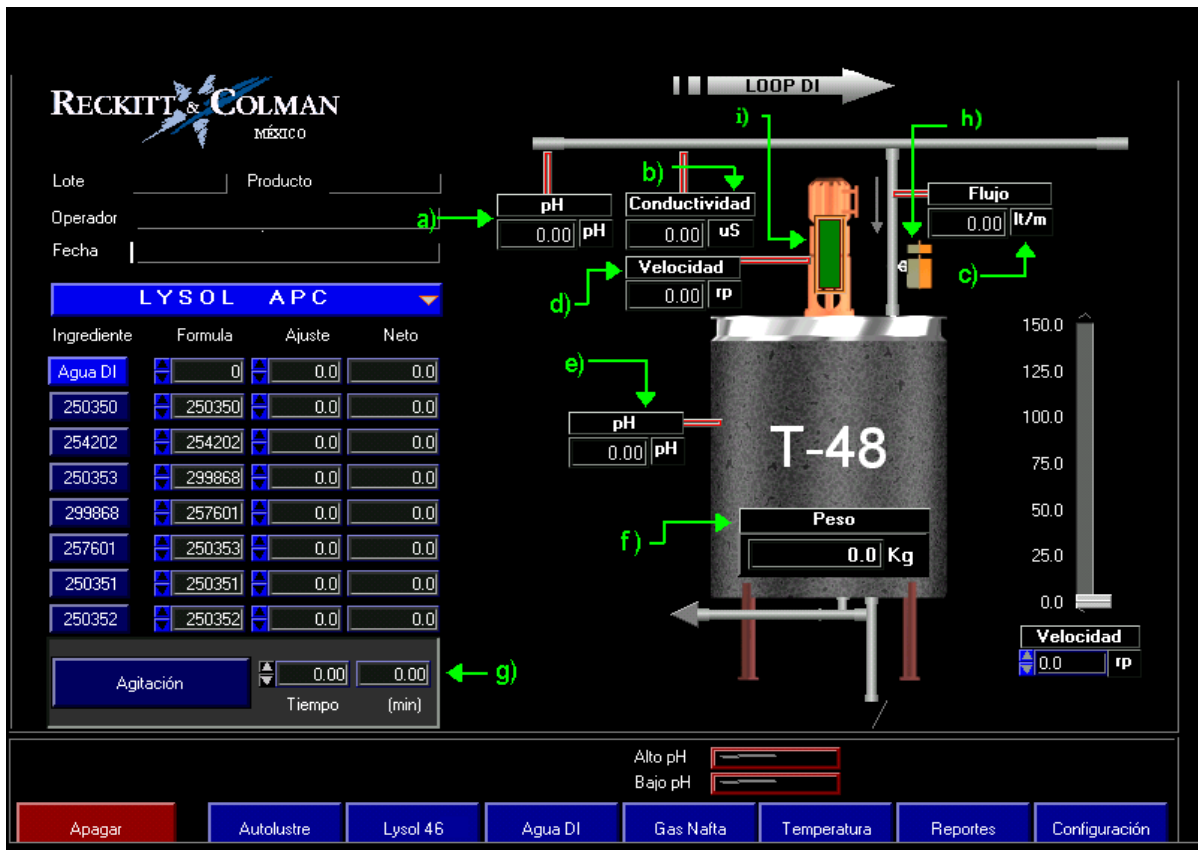 LOOP DI
RECKITT & COLMAN
MÉXICO
i)
h)
Lote
Producto
Operador
Fecha
a)
b)
pH
0.00 pH
Conductividad
0.00 uS
Flujo
0.00 lt/m
c)
d)
Velocidad
0.00 rp
LYSOL APC
Ingrediente Formula Ajuste Neto
Agua DI 0 0.0 0.0
250350 250350 0.0 0.0
254202 254202 0.0 0.0
250353 299868 0.0 0.0
299868 257601 0.0 0.0
257601 250353 0.0 0.0
250351 250351 0.0 0.0
250352 250352 0.0 0.0
Agitación 0.00 0.00
Tiempo (min)
g)
e)
pH
0.00 pH
T-48
f)
Peso
0.0 Kg
150.0
125.0
100.0
75.0
50.0
25.0
0.0
Velocidad
0.0 rp
Alto pH
Bajo pH
Apagar Autolustre Lysol 46 Agua DI Gas Nafta Temperatura Reportes Configuración